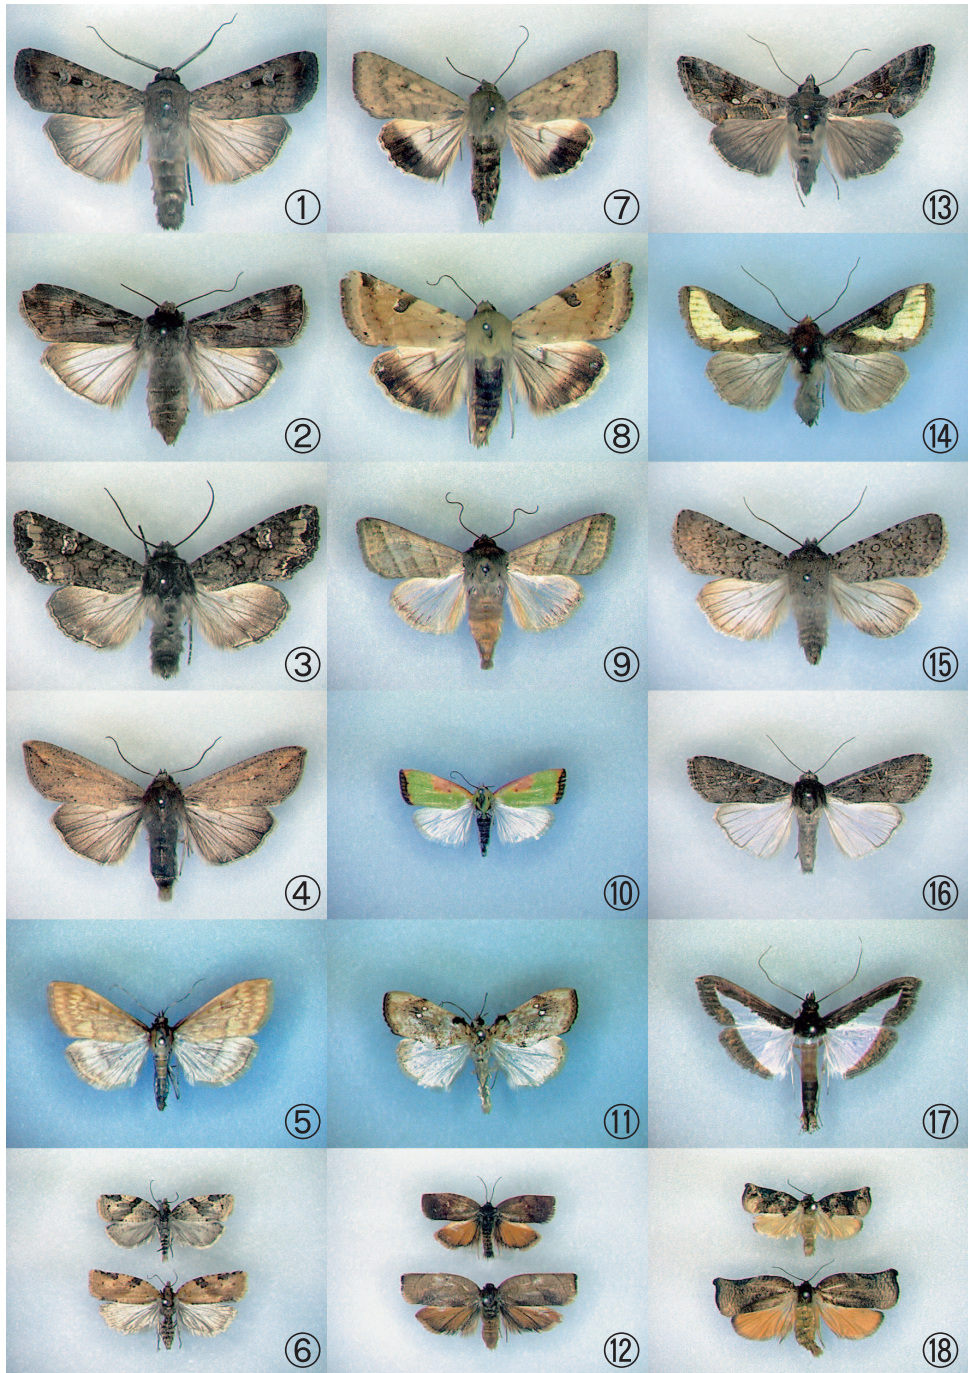 ① ⑦ ⑬
② ⑧ ⑭
③ ⑨ ⑮
④ ⑩ ⑯
⑤ ⑪ ⑰
⑥ ⑫ ⑱